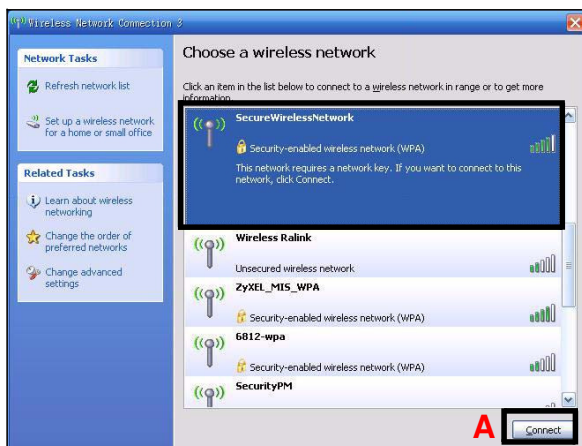 Wireless Network Connection 3
Network Tasks
Refresh network list
Set up a wireless network
for a home or small office
Related Tasks
Learn about wireless
networking
Change the order of
preferred networks
Change advanced
settings
Choose a wireless network
Click an item in the list below to connect to a wireless network in range or to get more
information.
SecureWirelessNetwork
Security-enabled wireless network (WPA)
This network requires a network key. If you want to connect to this
network, click Connect.
Wireless Ralink
Unsecured wireless network
ZyXEL_MIS_WPA
Security-enabled wireless network (WPA)
6812-wpa
Security-enabled wireless network (WPA)
SecurityPM
A
Connect